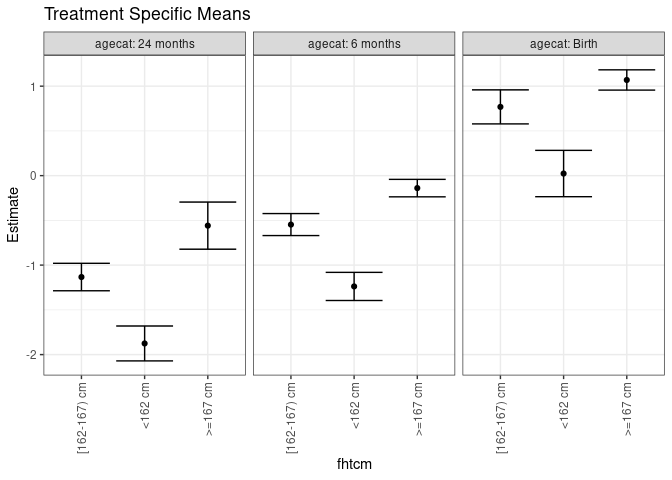 Treatment Specific Means
agecat: 24 months
agecat: 6 months
agecat: Birth
Estimate
1
0
-1
-2
[162-167) cm
<162 cm
>=167 cm
[162-167) cm
<162 cm
>=167 cm
[162-167) cm
<162 cm
>=167 cm
fhtcm